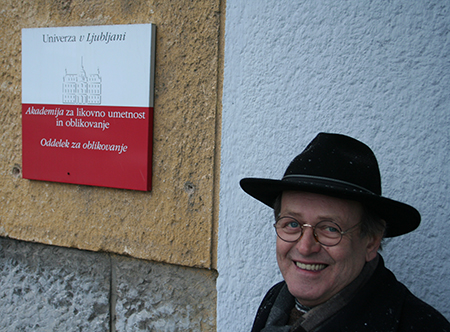 Univerza v Ljubljani
Akademija za likovno umetnost
in oblikovanje
Oddelek za oblikovanje